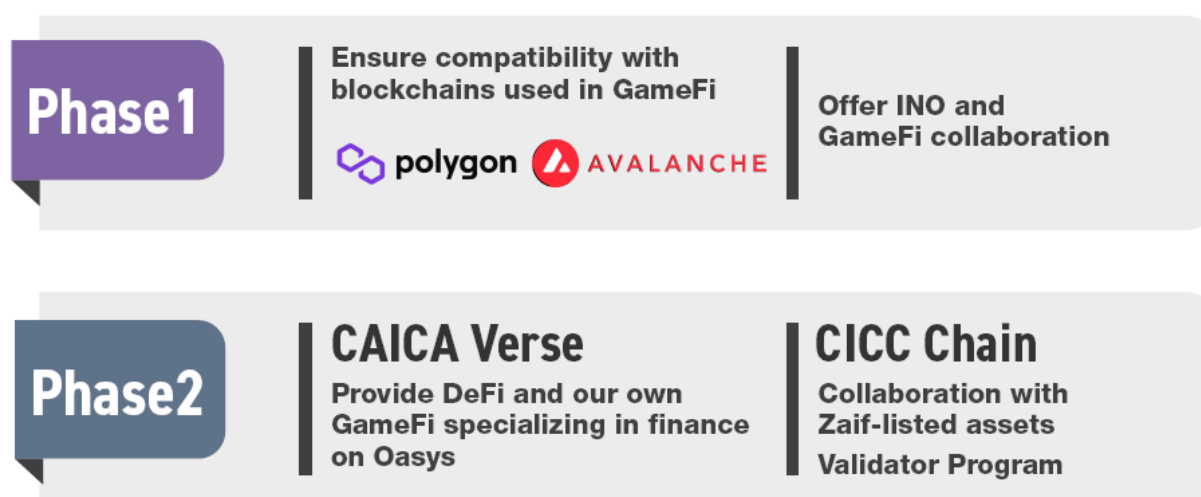 Phase1
Ensure compatibility with
blockchains used in GameFi
polygon
AVALANCHE
Offer INO and
GameFi collaboration
Phase2
CAICA Verse
Provide DeFi and our own
GameFi specializing in finance
on Oasys
CICC Chain
Collaboration with
Zaif-listed assets
Validator Program